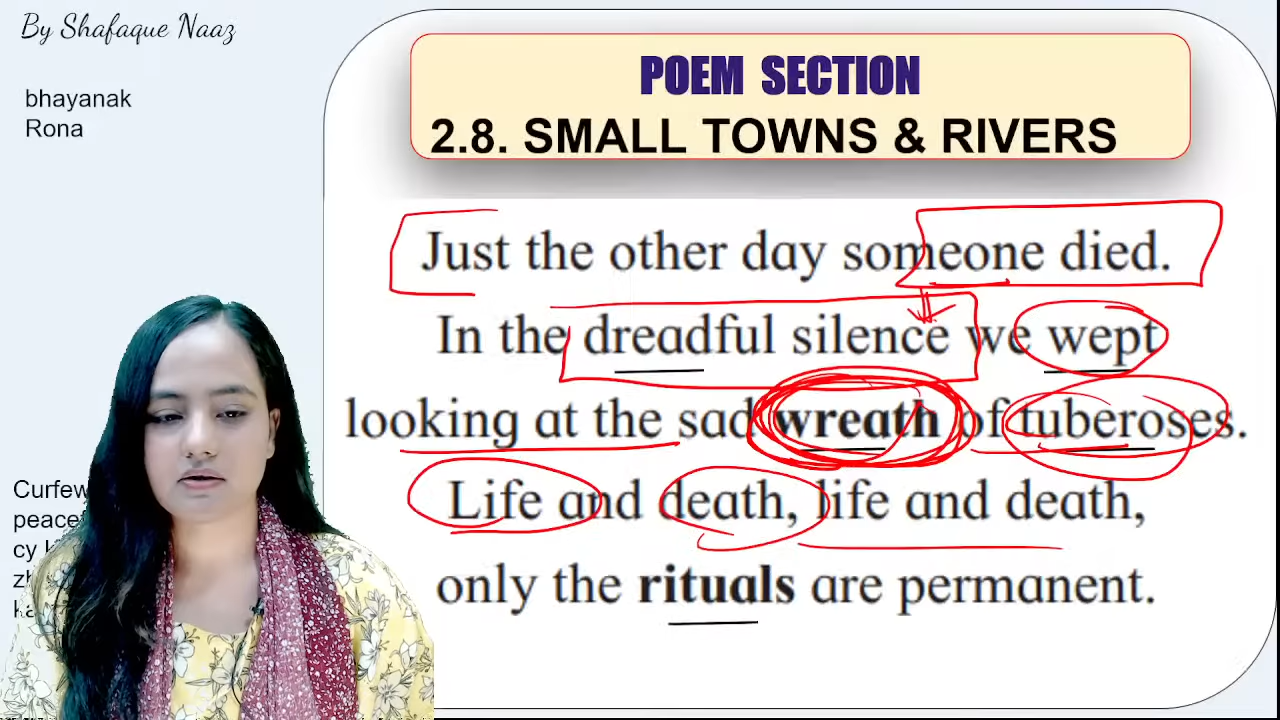 By Shafaque Naaz
bhayanak
Rona
POEM SECTION
2.8. SMALL TOWNS & RIVERS
Just the other day someone died.
In the dreadful silence we wept
looking at the sad wreath of tuberoses.
Life and death, life and death,
only the rituals are permanent.
Curfew
peace
cy